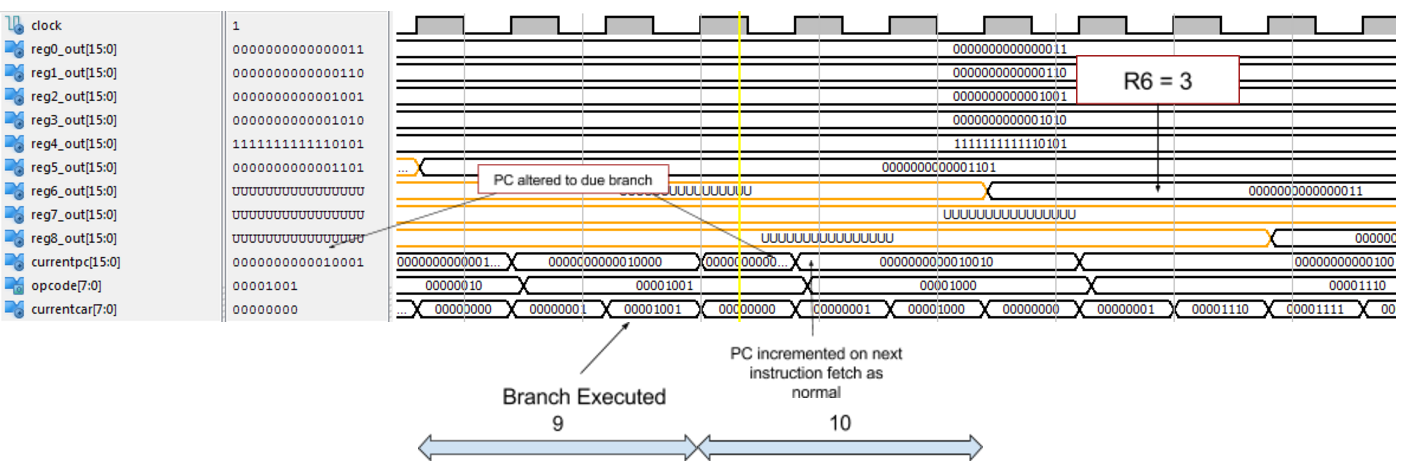 clock 1
reg0_out[15:0] 0000000000000011 0000000000000011
reg1_out[15:0] 0000000000000110 0000000000000110
R6 = 3
reg2_out[15:0] 0000000000001001 0000000000001001
reg3_out[15:0] 0000000000001010 0000000000001010
reg4_out[15:0] 1111111111110101 1111111111110101
reg5_out[15:0] 0000000000001101 ... 0000000000001101
PC altered to due branch
reg6_out[15:0] UUUUUUUUUUUUUUUU 0000000000000011
reg7_out[15:0] UUUUUUUUUUUUUUUU UUUUUUUUUUUUUUUU
reg8_out[15:0] UUUUUUUUUUUUUUUU UUUUUUUUUUUUUUUU 000000
currentpc[15:0] 0000000000010001 0000000000001... 0000000000010000 0000000000... 0000000000010010 0000000000100
opcode[7:0] 00001001 00000010 00001001 00001000 00001110
currentcar[7:0] 00000000 ... 00000000 00000001 00001001 00000000 00000001 00001000 00000000 00000001 00001110 00001111 00
PC incremented on next
instruction fetch as
normal
Branch Executed
9 10